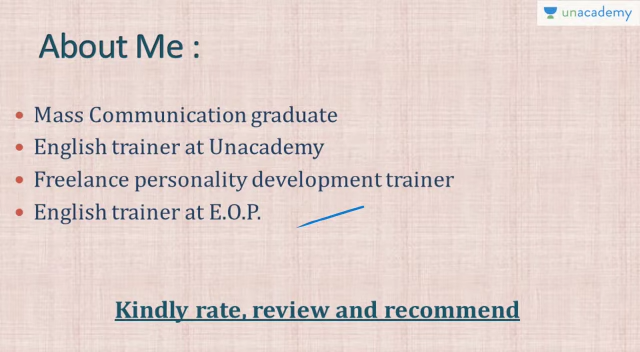 unacademy
About Me :
• Mass Communication graduate
• English trainer at Unacademy
• Freelance personality development trainer
• English trainer at E.O.P.
Kindly rate, review and recommend